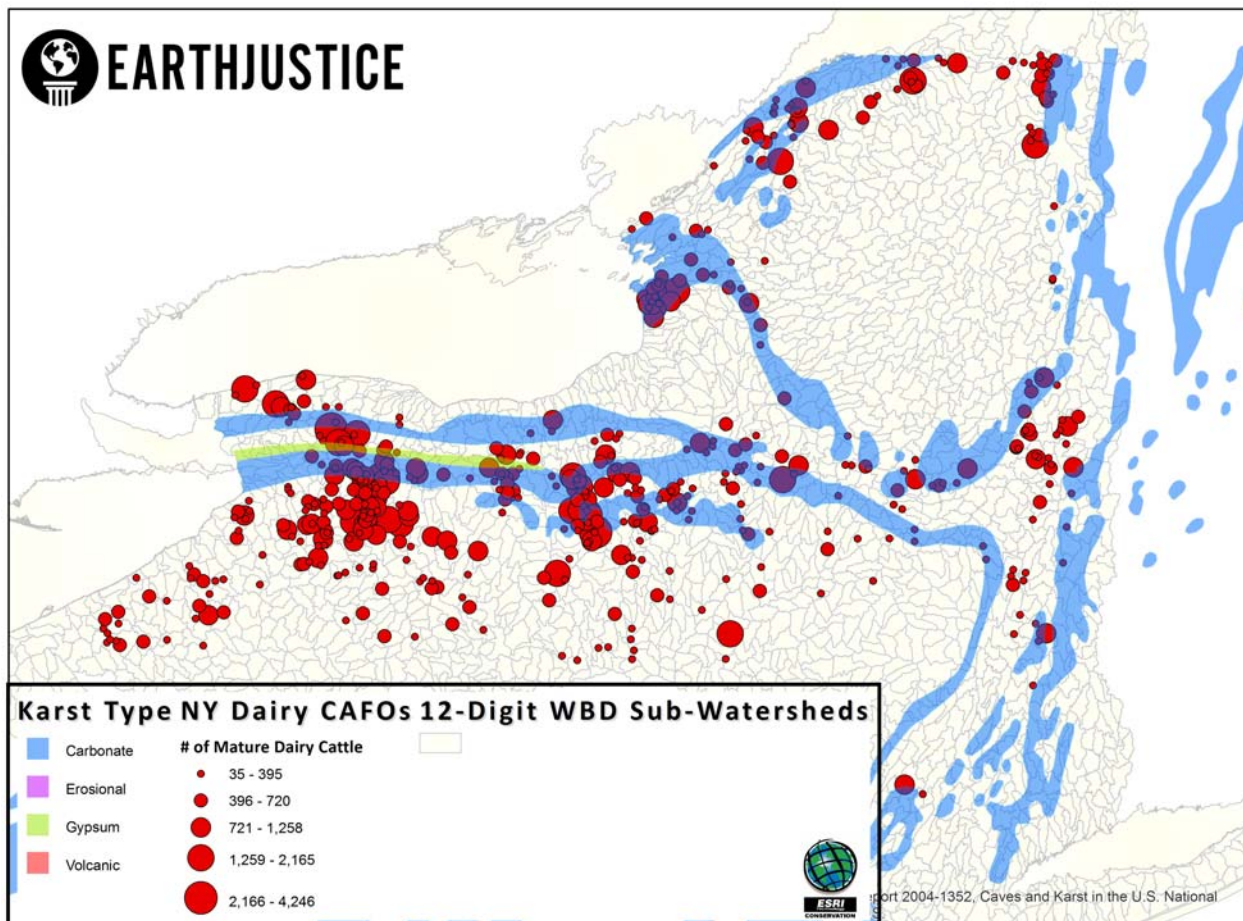 EARTHJUSTICE
Karst Type NY Dairy CAFOs 12-Digit WBD Sub-Watersheds
# of Mature Dairy Cattle
Carbonate
Erosional
Gypsum
Volcanic
35 - 395
396 - 720
721 - 1,258
1,259 - 2,165
2,166 - 4,246
ESRI
CONSERVATION
port 2004-1352, Caves and Karst in the U.S. National